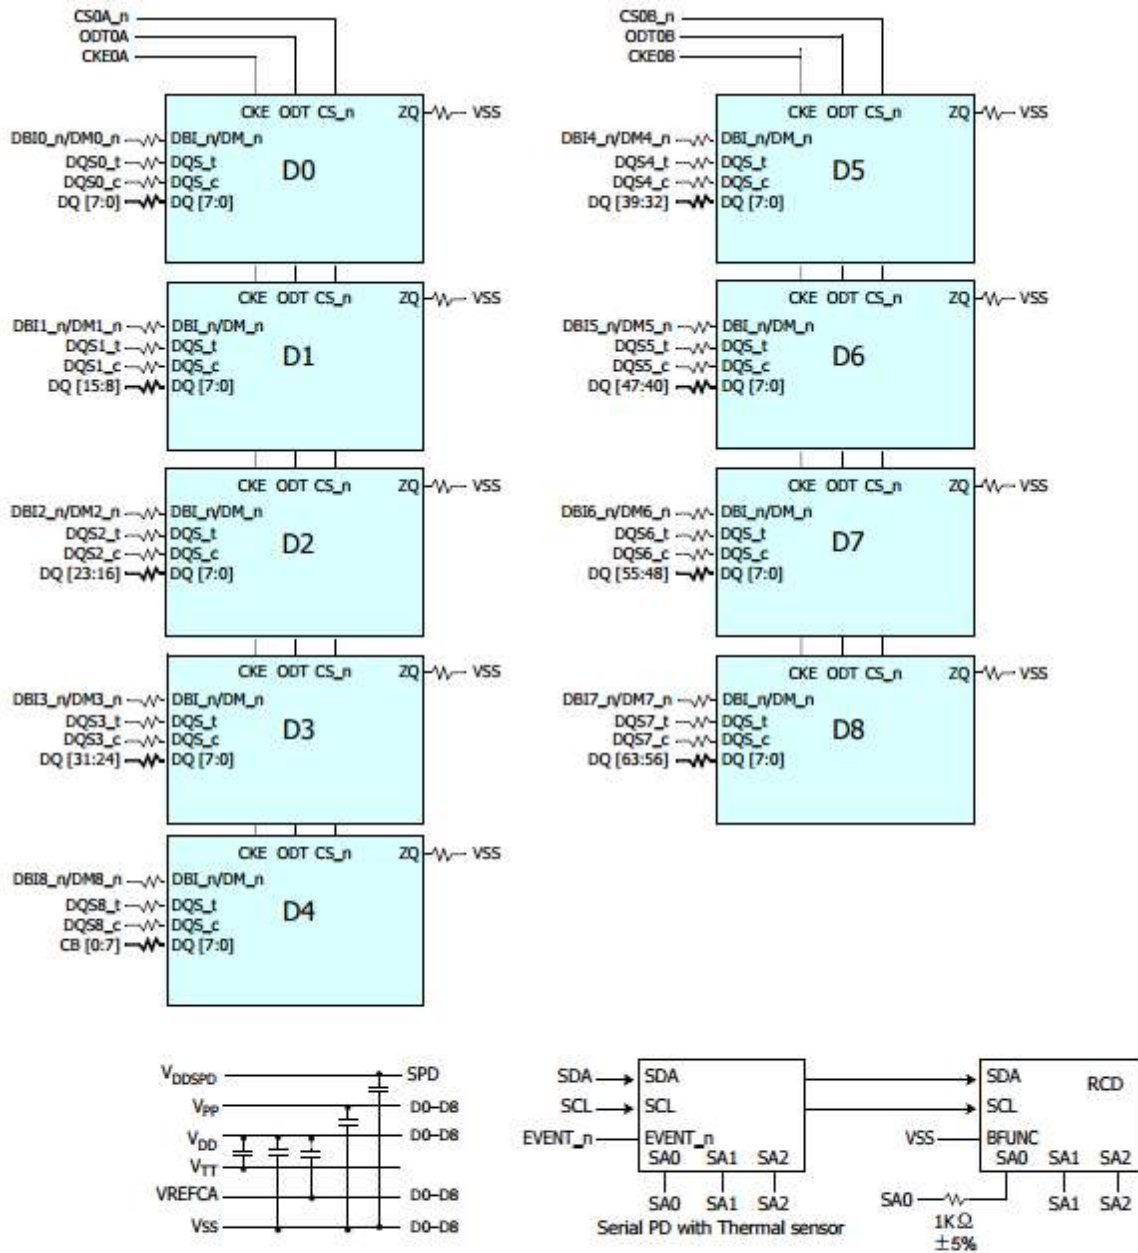 CS0A_n
ODT0A
CKE0A
CKE ODT CS_n ZQ VSS
DBI0_n/DM0_n DBI_n/DM_n
DQS0_t DQS_t
DQS0_c DQS_c
DQ [7:0] DQ [7:0]
D0
CKE ODT CS_n ZQ VSS
DBI1_n/DM1_n DBI_n/DM_n
DQS1_t DQS_t
DQS1_c DQS_c
DQ [15:8] DQ [7:0]
D1
CKE ODT CS_n ZQ VSS
DBI2_n/DM2_n DBI_n/DM_n
DQS2_t DQS_t
DQS2_c DQS_c
DQ [23:16] DQ [7:0]
D2
CKE ODT CS_n ZQ VSS
DBI3_n/DM3_n DBI_n/DM_n
DQS3_t DQS_t
DQS3_c DQS_c
DQ [31:24] DQ [7:0]
D3
CKE ODT CS_n ZQ VSS
DBI8_n/DM8_n DBI_n/DM_n
DQS8_t DQS_t
DQS8_c DQS_c
CB [0:7] DQ [7:0]
D4
CS0B_n
ODT0B
CKE0B
CKE ODT CS_n ZQ VSS
DBI4_n/DM4_n DBI_n/DM_n
DQS4_t DQS_t
DQS4_c DQS_c
DQ [39:32] DQ [7:0]
D5
CKE ODT CS_n ZQ VSS
DBI5_n/DM5_n DBI_n/DM_n
DQS5_t DQS_t
DQS5_c DQS_c
DQ [47:40] DQ [7:0]
D6
CKE ODT CS_n ZQ VSS
DBI6_n/DM6_n DBI_n/DM_n
DQS6_t DQS_t
DQS6_c DQS_c
DQ [55:48] DQ [7:0]
D7
CKE ODT CS_n ZQ VSS
DBI7_n/DM7_n DBI_n/DM_n
DQS7_t DQS_t
DQS7_c DQS_c
DQ [63:56] DQ [7:0]
D8
VDDSPD SPD
VPP D0–D8
VDD D0–D8
VTT
VREFCA D0–D8
VSS D0–D8
SDA SDA
SCL SCL
EVENT_n EVENT_n
SA0 SA1 SA2
SA0 SA1 SA2
Serial PD with Thermal sensor
SDA RCD
SCL
VSS BFUNC
SA0 SA1 SA2
SA0 SA1 SA2
1KΩ
±5%